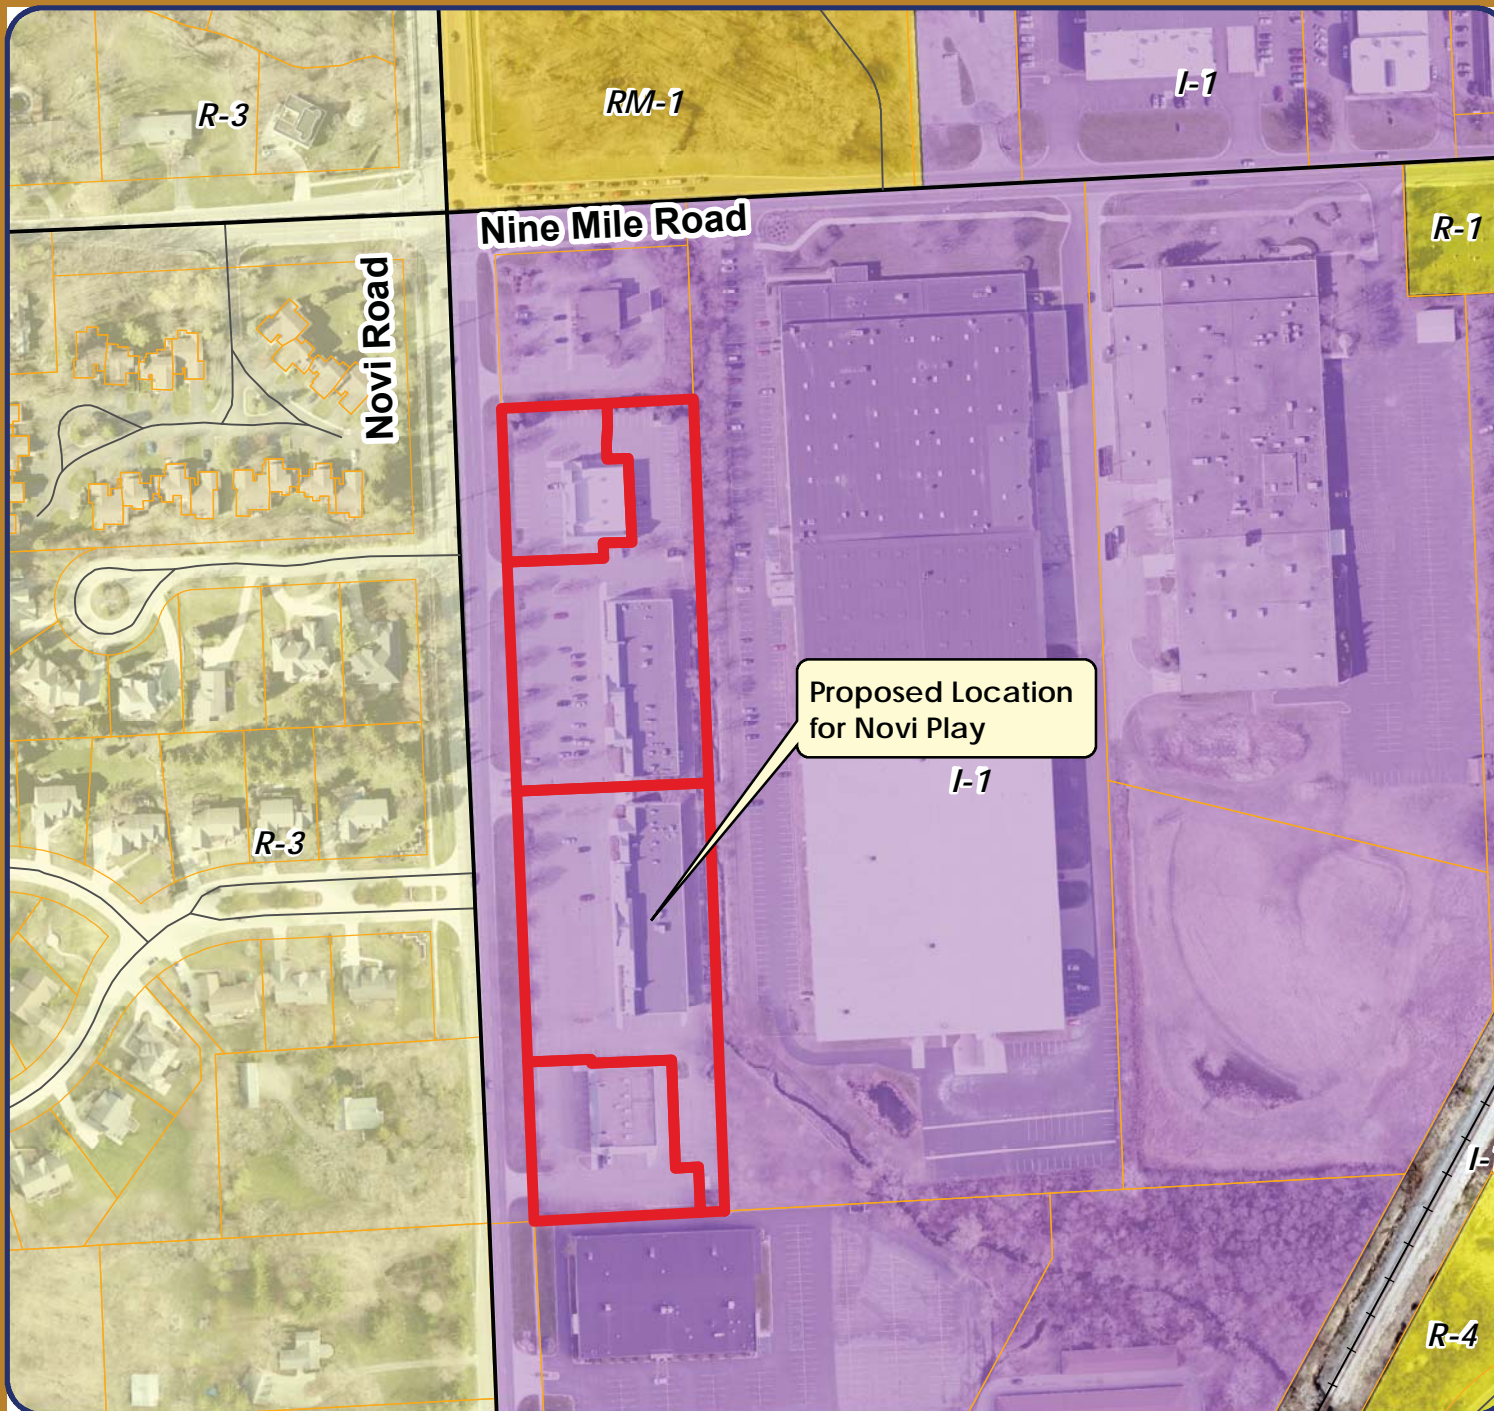 R-3
RM-1
I-1
Nine Mile Road
R-1
Novi Road
Proposed Location
for Novi Play
I-1
R-3
R-4